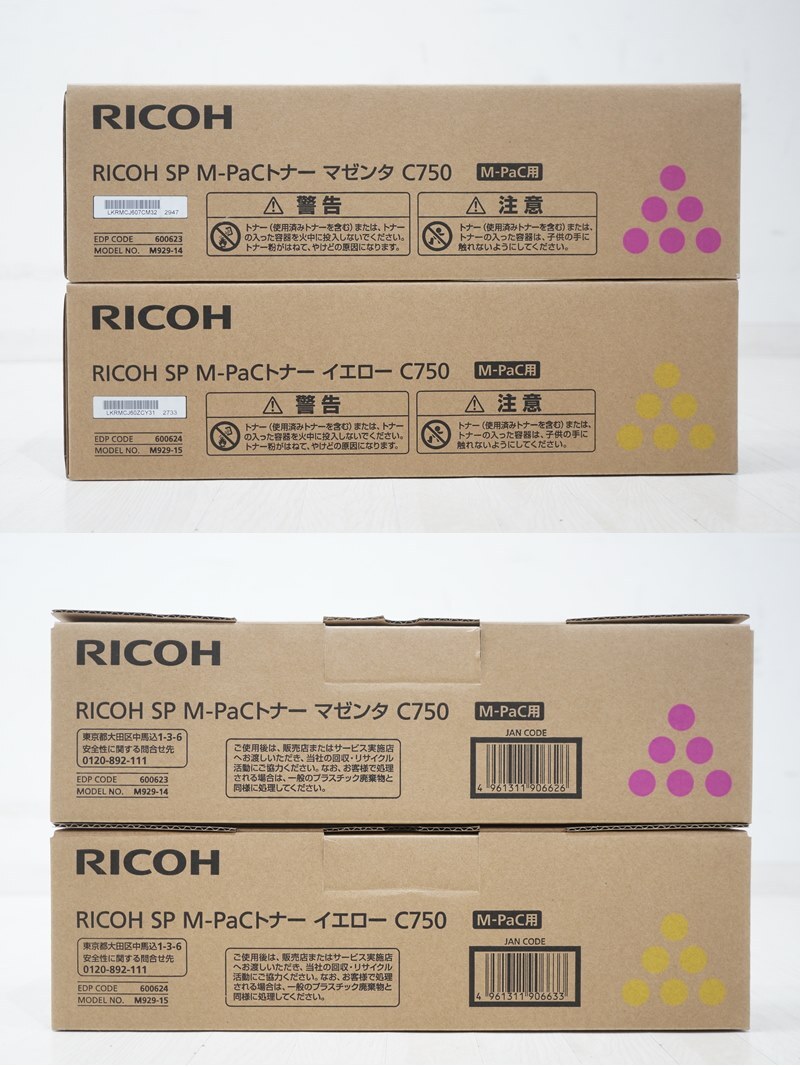 RICOH
RICOH SP M-PaCトナー マゼンタ C750 M-PaC用
LKRMCJ607CM32 2947
EDP CODE 600623
MODEL NO. M929-14
⚠ 警告
トナー（使用済みトナーを含む）または、トナー
の入った容器を火中に投入しないでください。
トナー粉がはねて、やけどの原因になります。
⚠ 注意
トナー（使用済みトナーを含む）または、
トナーの入った容器は、子供の手に
触れないようにしてください。
RICOH
RICOH SP M-PaCトナー イエロー C750 M-PaC用
LKRMCJ60ZCY31 2733
EDP CODE 600624
MODEL NO. M929-15
⚠ 警告
トナー（使用済みトナーを含む）または、トナー
の入った容器を火中に投入しないでください。
トナー粉がはねて、やけどの原因になります。
⚠ 注意
トナー（使用済みトナーを含む）または、
トナーの入った容器は、子供の手に
触れないようにしてください。
RICOH
RICOH SP M-PaCトナー マゼンタ C750 M-PaC用
東京都大田区中馬込1-3-6
安全性に関する問合せ先
0120-892-111
EDP CODE 600623
MODEL NO. M929-14
ご使用後は、販売店またはサービス実施店
へお渡しいただき、当社の回収・リサイクル
活動にご協力ください。なお、お客様で処理
される場合は、一般のプラスチック廃棄物と
同様に処理してください。
JAN CODE
4 961311 906626
RICOH
RICOH SP M-PaCトナー イエロー C750 M-PaC用
東京都大田区中馬込1-3-6
安全性に関する問合せ先
0120-892-111
EDP CODE 600624
MODEL NO. M929-15
ご使用後は、販売店またはサービス実施店
へお渡しいただき、当社の回収・リサイクル
活動にご協力ください。なお、お客様で処理
される場合は、一般のプラスチック廃棄物と
同様に処理してください。
JAN CODE
4 961311 906633